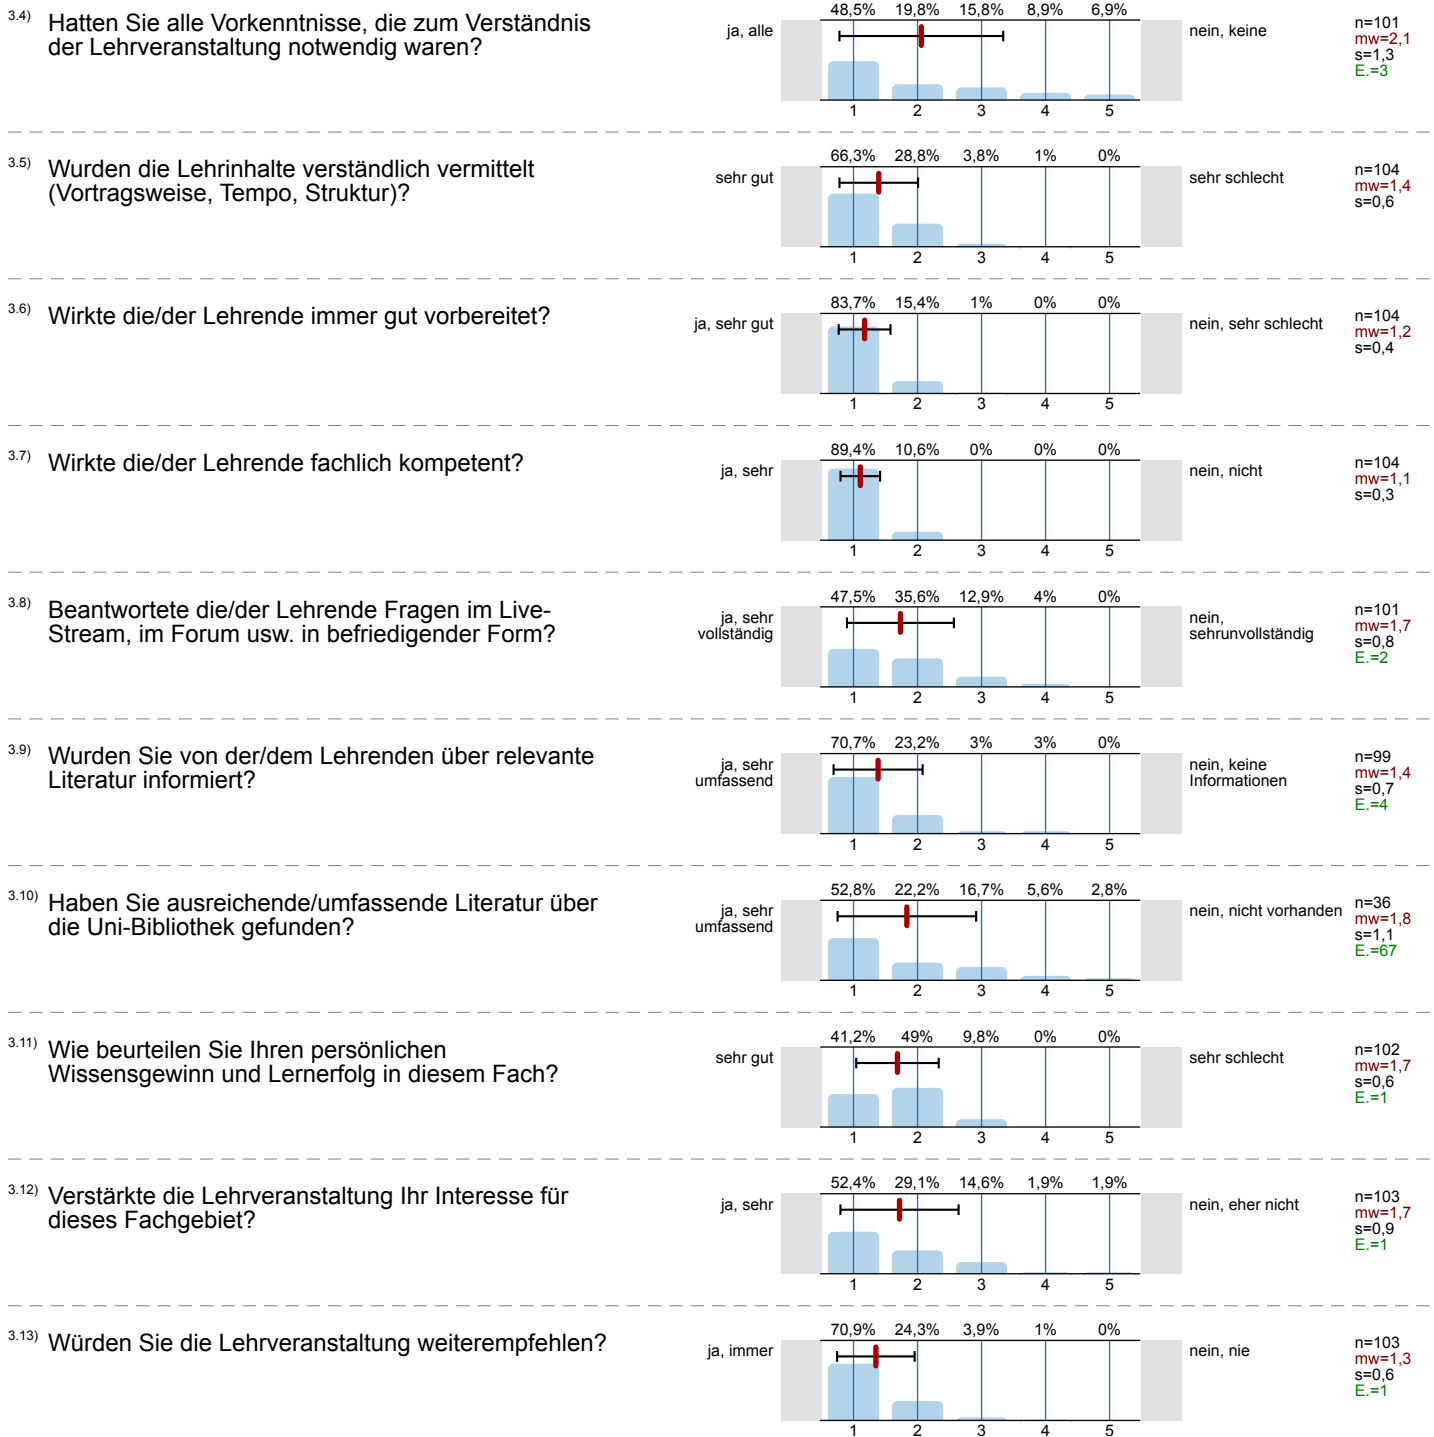 3.4) Hatten Sie alle Vorkenntnisse, die zum Verständnis
der Lehrveranstaltung notwendig waren?
48,5% 19,8% 15,8% 8,9% 6,9%
ja, alle
nein, keine
1 2 3 4 5
n=101
mw=2,1
s=1,3
E.=3
3.5) Wurden die Lehrinhalte verständlich vermittelt
(Vortragsweise, Tempo, Struktur)?
66,3% 28,8% 3,8% 1% 0%
sehr gut
sehr schlecht
1 2 3 4 5
n=104
mw=1,4
s=0,6
3.6) Wirkte die/der Lehrende immer gut vorbereitet?
83,7% 15,4% 1% 0% 0%
ja, sehr gut
nein, sehr schlecht
1 2 3 4 5
n=104
mw=1,2
s=0,4
3.7) Wirkte die/der Lehrende fachlich kompetent?
89,4% 10,6% 0% 0% 0%
ja, sehr
nein, nicht
1 2 3 4 5
n=104
mw=1,1
s=0,3
3.8) Beantwortete die/der Lehrende Fragen im Live-
Stream, im Forum usw. in befriedigender Form?
47,5% 35,6% 12,9% 4% 0%
ja, sehr
vollständig
nein,
sehrunvollständig
1 2 3 4 5
n=101
mw=1,7
s=0,8
E.=2
3.9) Wurden Sie von der/dem Lehrenden über relevante
Literatur informiert?
70,7% 23,2% 3% 3% 0%
ja, sehr
umfassend
nein, keine
Informationen
1 2 3 4 5
n=99
mw=1,4
s=0,7
E.=4
3.10) Haben Sie ausreichende/umfassende Literatur über
die Uni-Bibliothek gefunden?
52,8% 22,2% 16,7% 5,6% 2,8%
ja, sehr
umfassend
nein, nicht vorhanden
1 2 3 4 5
n=36
mw=1,8
s=1,1
E.=67
3.11) Wie beurteilen Sie Ihren persönlichen
Wissensgewinn und Lernerfolg in diesem Fach?
41,2% 49% 9,8% 0% 0%
sehr gut
sehr schlecht
1 2 3 4 5
n=102
mw=1,7
s=0,6
E.=1
3.12) Verstärkte die Lehrveranstaltung Ihr Interesse für
dieses Fachgebiet?
52,4% 29,1% 14,6% 1,9% 1,9%
ja, sehr
nein, eher nicht
1 2 3 4 5
n=103
mw=1,7
s=0,9
E.=1
3.13) Würden Sie die Lehrveranstaltung weiterempfehlen?
70,9% 24,3% 3,9% 1% 0%
ja, immer
nein, nie
1 2 3 4 5
n=103
mw=1,3
s=0,6
E.=1